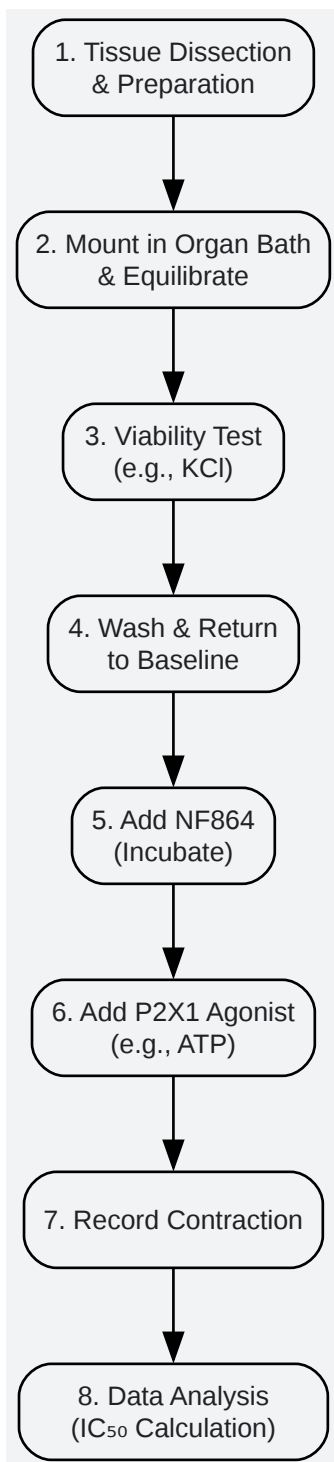 1. Tissue Dissection
& Preparation
2. Mount in Organ Bath
& Equilibrate
3. Viability Test
(e.g., KCl)
4. Wash & Return
to Baseline
5. Add NF864
(Incubate)
6. Add P2X1 Agonist
(e.g., ATP)
7. Record Contraction
8. Data Analysis
(IC₅₀ Calculation)